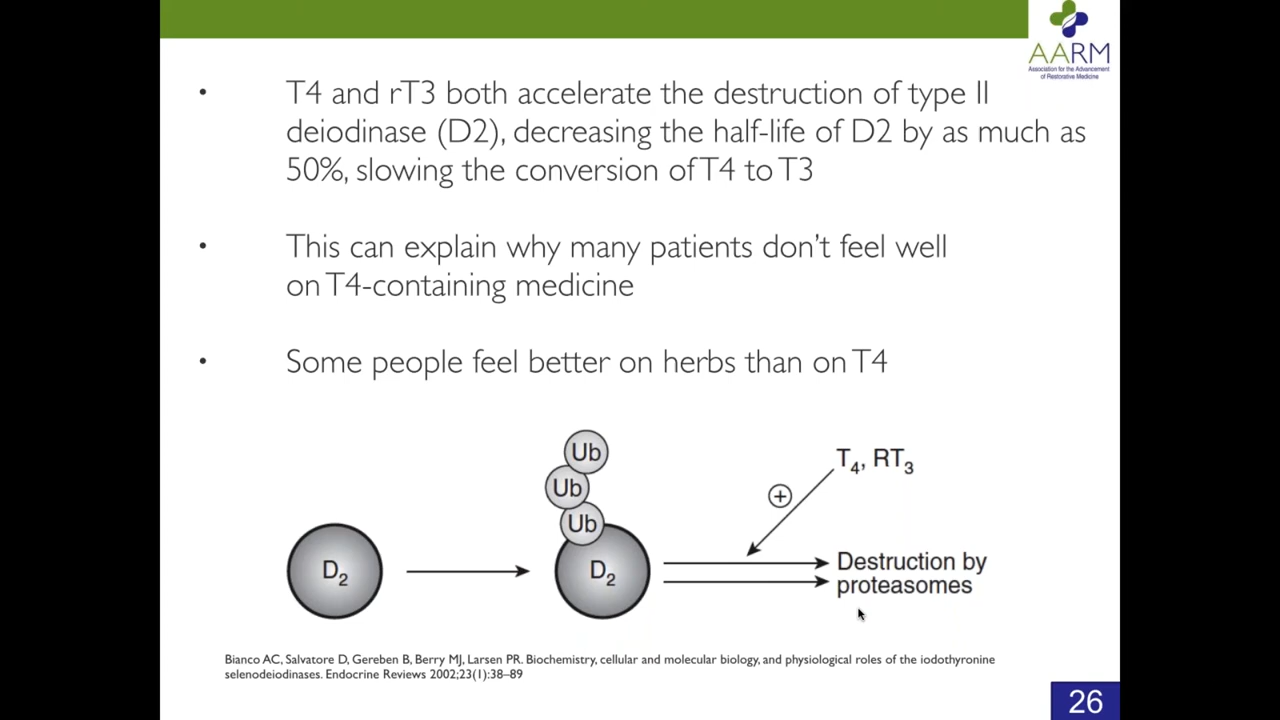 AARM
Association for the Advancement
of Restorative Medicine
• T4 and rT3 both accelerate the destruction of type II
deiodinase (D2), decreasing the half-life of D2 by as much as
50%, slowing the conversion of T4 to T3
• This can explain why many patients don’t feel well
on T4-containing medicine
• Some people feel better on herbs than on T4
Ub
Ub
Ub
T4, RT3
+
D2
D2
Destruction by
proteasomes
Bianco AC, Salvatore D, Gereben B, Berry MJ, Larsen PR. Biochemistry, cellular and molecular biology, and physiological roles of the iodothyronine
selenodeiodinases. Endocrine Reviews 2002;23(1):38–89
26